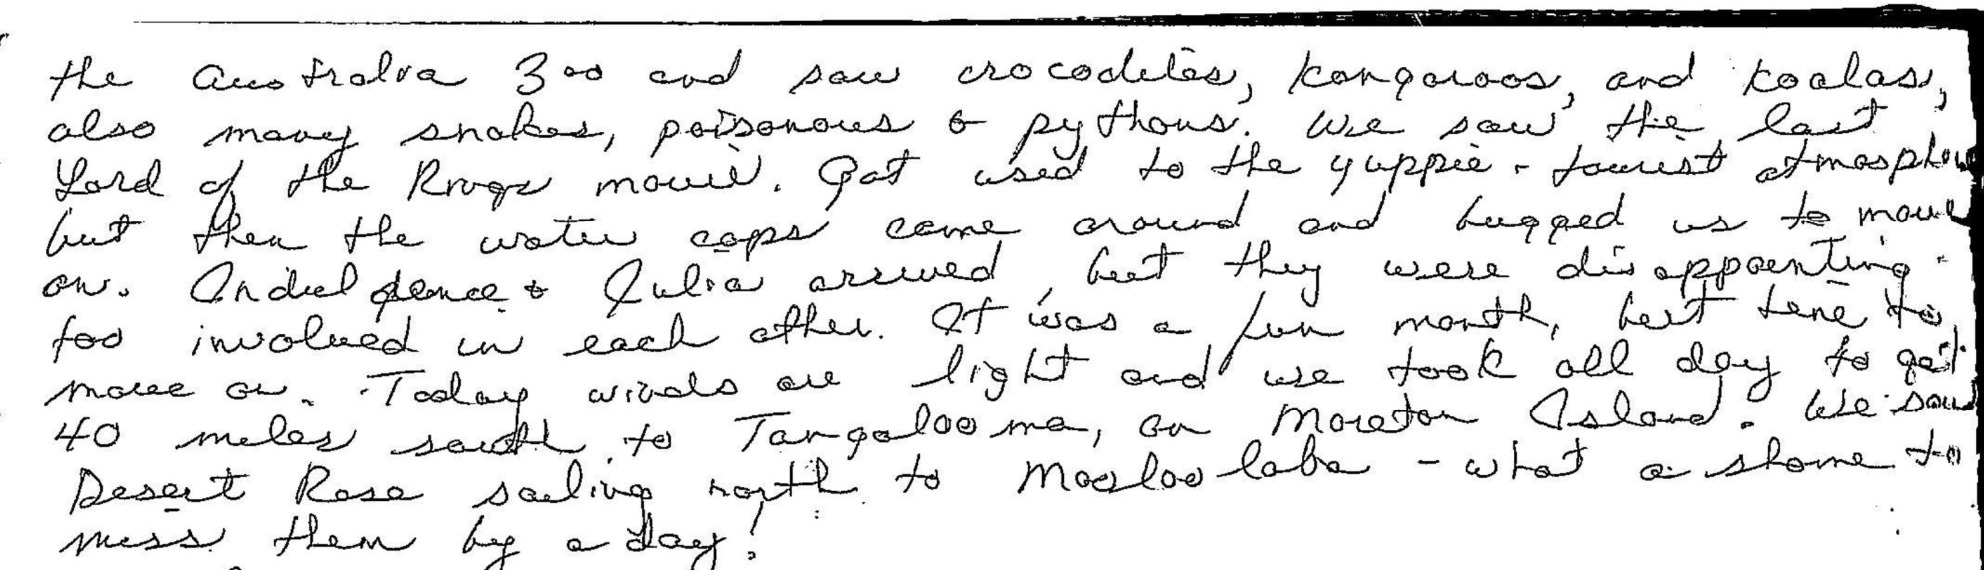 the Australia Zoo and saw crocodiles, kangaroos, and koalas,
also many snakes, poisonous & pythons. We saw the last
Lord of the Rings movie. Got used to the yuppie - tourist atmosphere
but then the water cops came around and bugged us to move
on. & Julia arrived, but they were disappointing -
too involved in each other. It was a fun month, but time to
move on. Today winds are light and we took all day to get
40 miles south to Tangalooma, on Moreton Island. We saw
Desert Rose sailing north to Mooloolaba - what a shame to
miss them by a day!